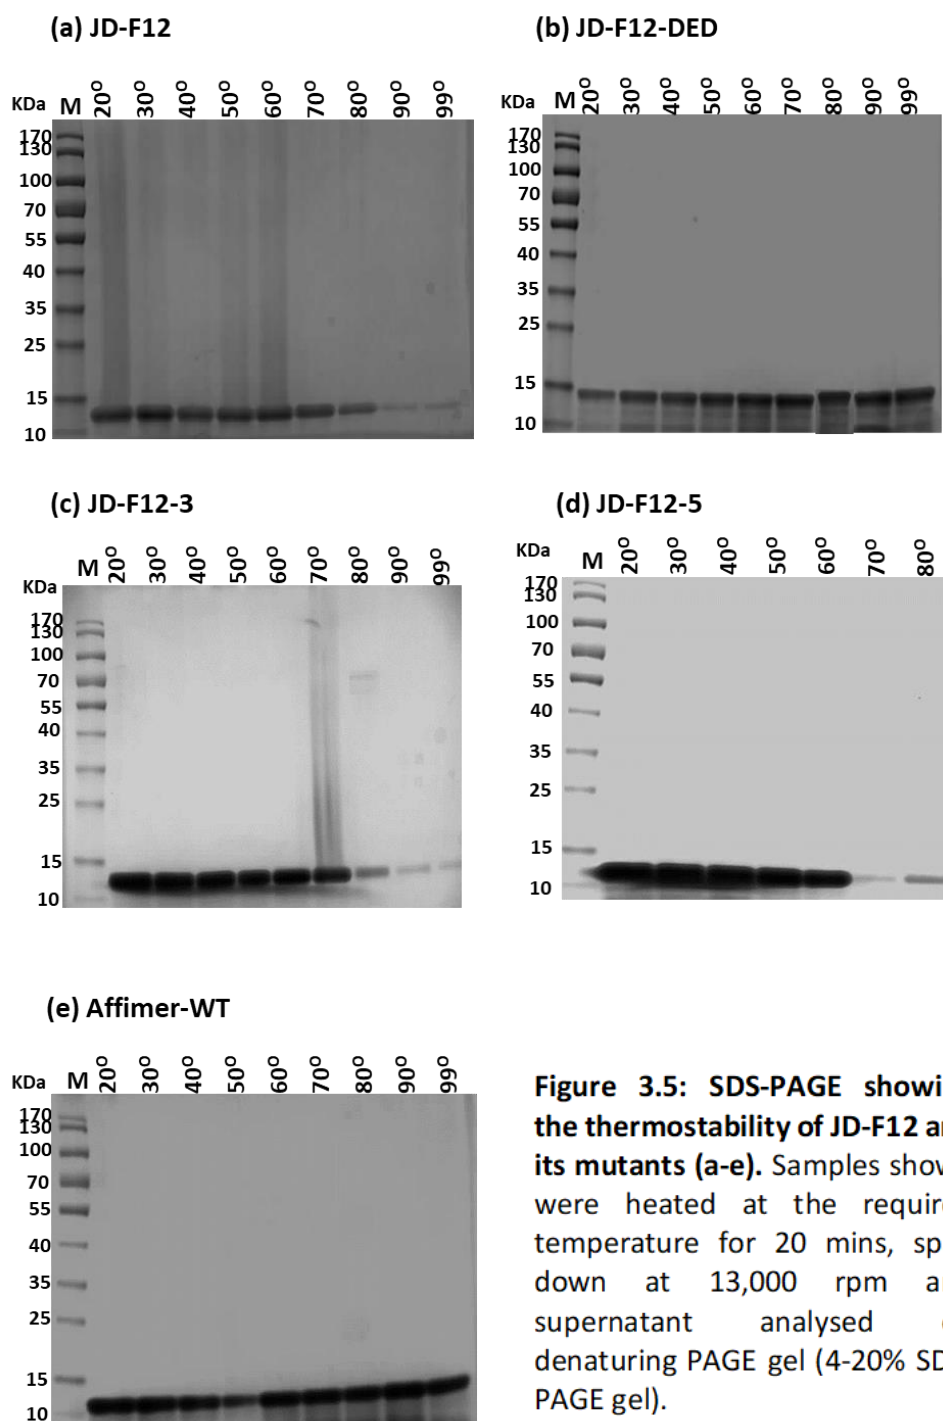 (a) JD-F12
KDa M 20° 30° 40° 50° 60° 70° 80° 90° 99°
170
130
100
70
55
40
35
25
15
10
(b) JD-F12-DED
KDa M 20° 30° 40° 50° 60° 70° 80° 90° 99°
170
130
100
70
55
40
35
25
15
10
(c) JD-F12-3
KDa M 20° 30° 40° 50° 60° 70° 80° 90° 99°
170
130
100
70
55
40
35
25
15
10
(d) JD-F12-5
KDa M 20° 30° 40° 50° 60° 70° 80°
170
130
100
70
55
40
35
25
15
10
(e) Affimer-WT
KDa M 20° 30° 40° 50° 60° 70° 80° 90° 99°
170
130
100
70
55
40
35
25
15
10
Figure 3.5: SDS-PAGE showi
the thermostability of JD-F12 a
its mutants (a-e). Samples show
were heated at the require
temperature for 20 mins, sp
down at 13,000 rpm a
supernatant analysed
denaturing PAGE gel (4-20% SD
PAGE gel).